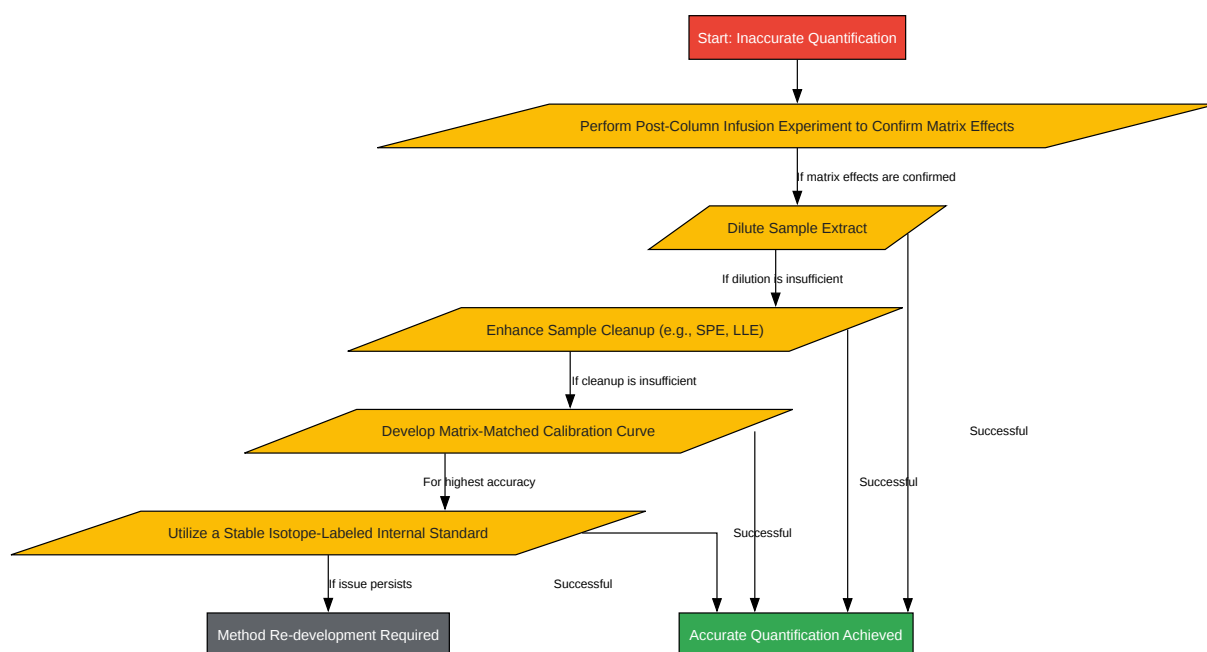 Start: Inaccurate Quantification
Perform Post-Column Infusion Experiment to Confirm Matrix Effects
If matrix effects are confirmed
Dilute Sample Extract
If dilution is insufficient
Enhance Sample Cleanup (e.g., SPE, LLE)
If cleanup is insufficient
Develop Matrix-Matched Calibration Curve
Successful
For highest accuracy
Successful
Utilize a Stable Isotope-Labeled Internal Standard
Successful
If issue persists
Successful
Method Re-development Required
Accurate Quantification Achieved